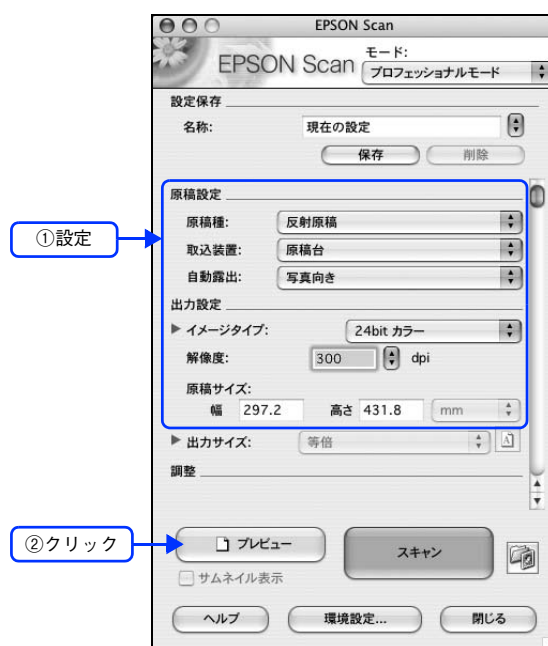 EPSON Scan
EPSON Scan
モード:
プロフェッショナルモード
設定保存
名称: 現在の設定
保存 削除
原稿設定
原稿種: 反射原稿
①設定
取込装置: 原稿台
自動露出: 写真向き
出力設定
イメージタイプ: 24bit カラー
解像度: 300 dpi
原稿サイズ:
幅 297.2 高さ 431.8 mm
出力サイズ: 等倍 A
調整
②クリック
プレビュー スキャン
サムネイル表示
ヘルプ 環境設定... 閉じる